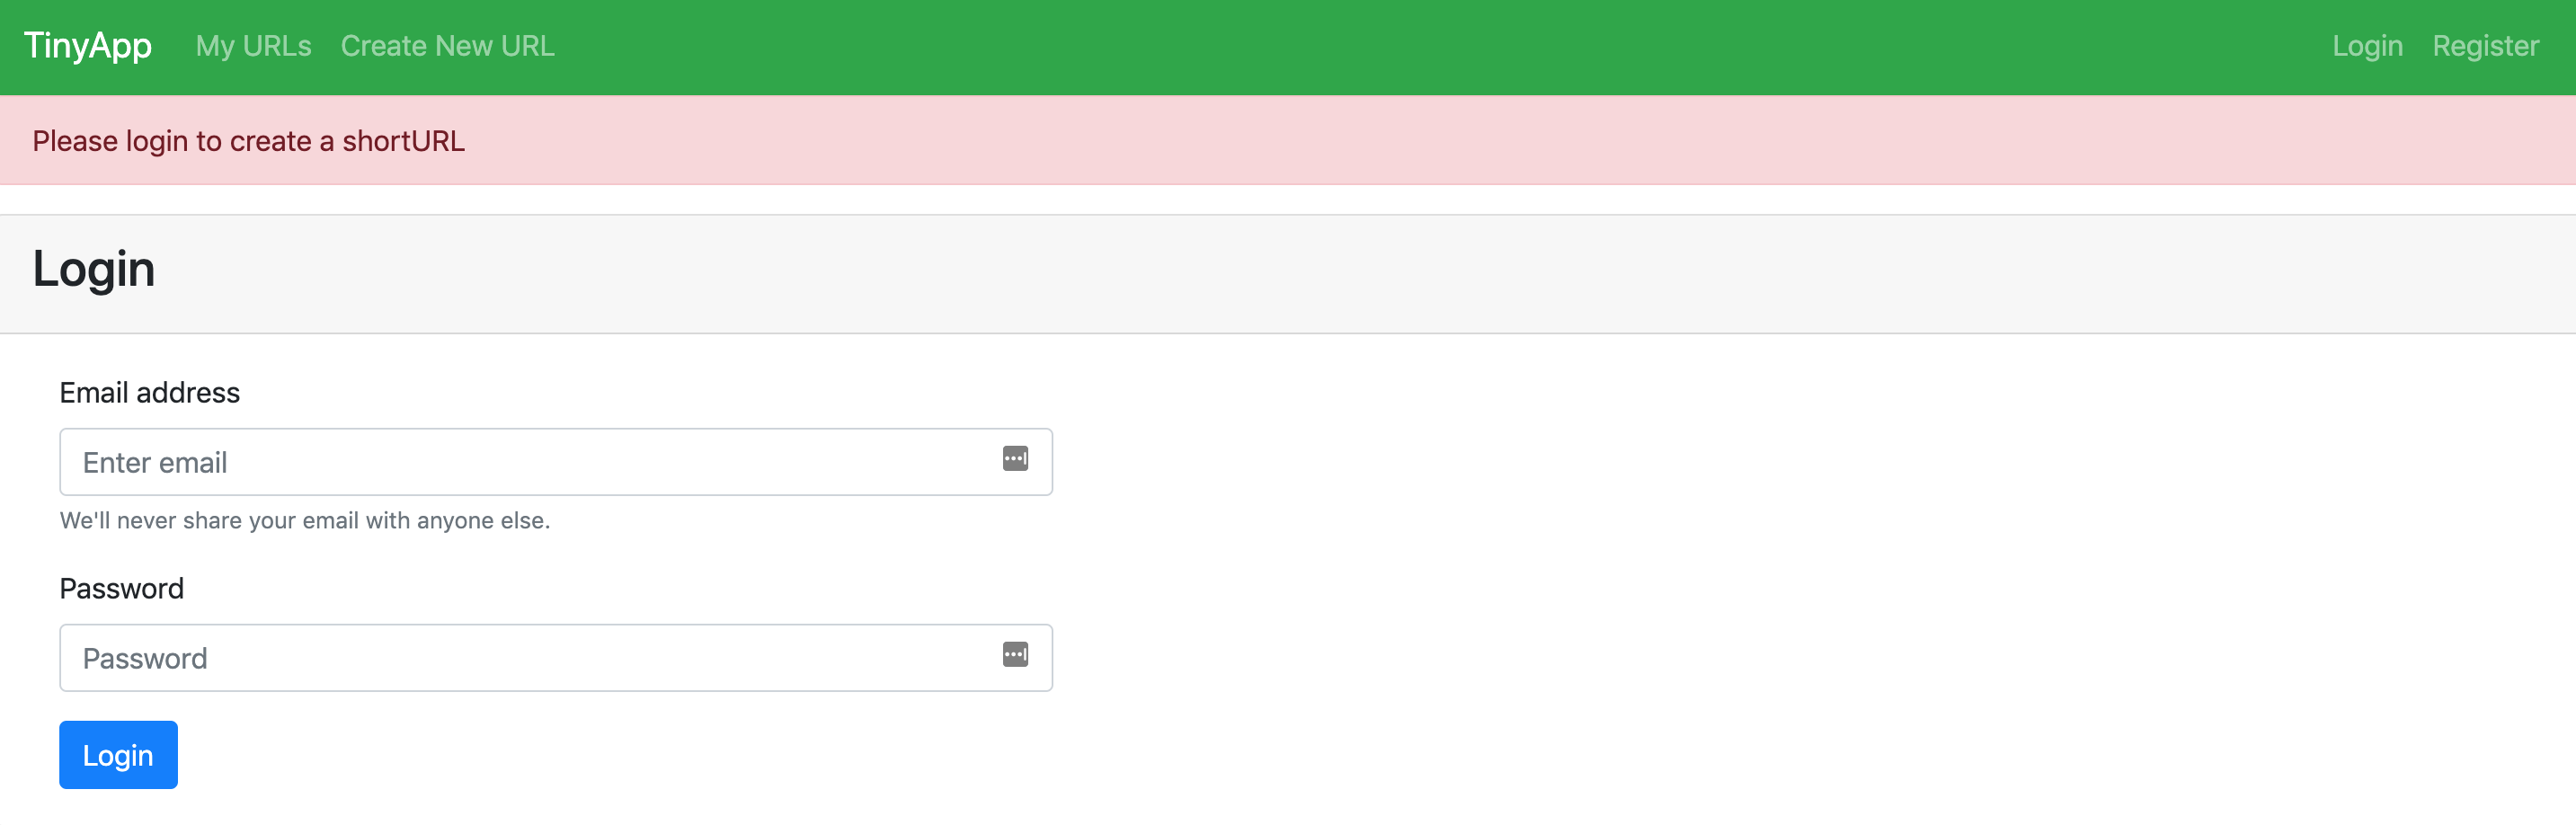 TinyApp My URLs Create New URL Login Register
Please login to create a shortURL
Login
Email address
Enter email
We'll never share your email with anyone else.
Password
Password
Login